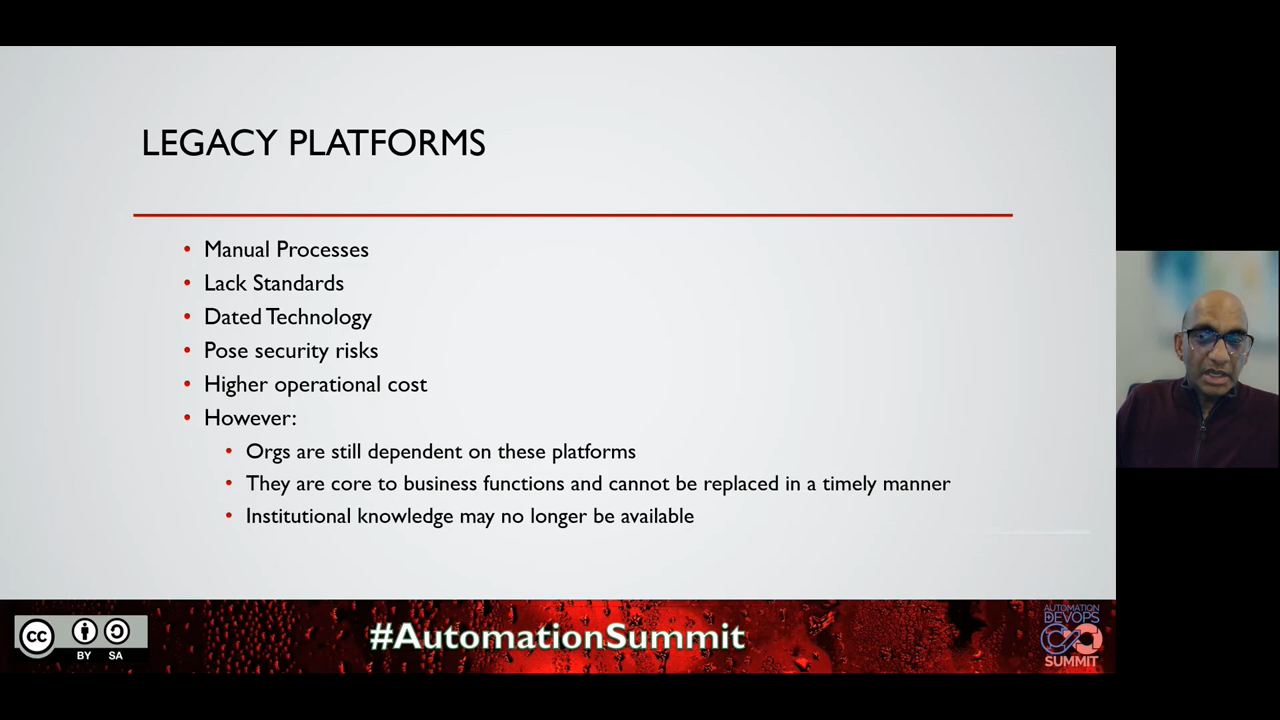 LEGACY PLATFORMS
• Manual Processes
• Lack Standards
• Dated Technology
• Pose security risks
• Higher operational cost
• However:
• Orgs are still dependent on these platforms
• They are core to business functions and cannot be replaced in a timely manner
• Institutional knowledge may no longer be available
cc
BY SA
#AutomationSummit
AUTOMATION
DEVOPS
SUMMIT